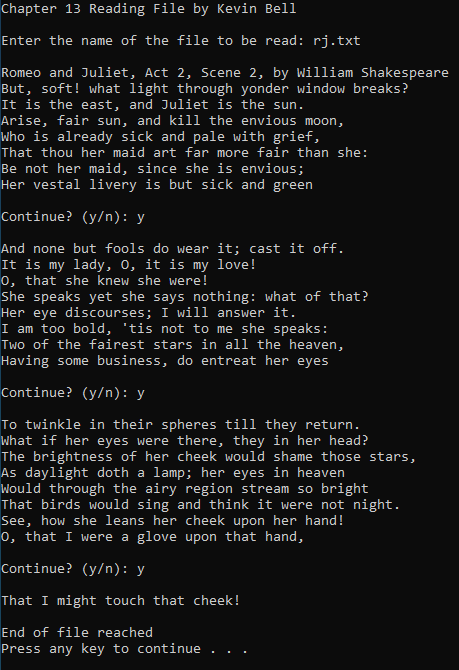 Chapter 13 Reading File by Kevin Bell
Enter the name of the file to be read: rj.txt
Romeo and Juliet, Act 2, Scene 2, by William Shakespeare
But, soft! what light through yonder window breaks?
It is the east, and Juliet is the sun.
Arise, fair sun, and kill the envious moon,
Who is already sick and pale with grief,
That thou her maid art far more fair than she:
Be not her maid, since she is envious;
Her vestal livery is but sick and green
Continue? (y/n): y
And none but fools do wear it; cast it off.
It is my lady, O, it is my love!
O, that she knew she were!
She speaks yet she says nothing: what of that?
Her eye discourses; I will answer it.
I am too bold, 'tis not to me she speaks:
Two of the fairest stars in all the heaven,
Having some business, do entreat her eyes
Continue? (y/n): y
To twinkle in their spheres till they return.
What if her eyes were there, they in her head?
The brightness of her cheek would shame those stars,
As daylight doth a lamp; her eyes in heaven
Would through the airy region stream so bright
That birds would sing and think it were not night.
See, how she leans her cheek upon her hand!
O, that I were a glove upon that hand,
Continue? (y/n): y
That I might touch that cheek!
End of file reached
Press any key to continue . . .